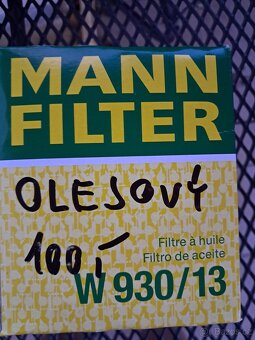 MANN
FILTER
OLEJOVÝ
100,-
Filtre à huile
Filtro de aceite
W 930/13